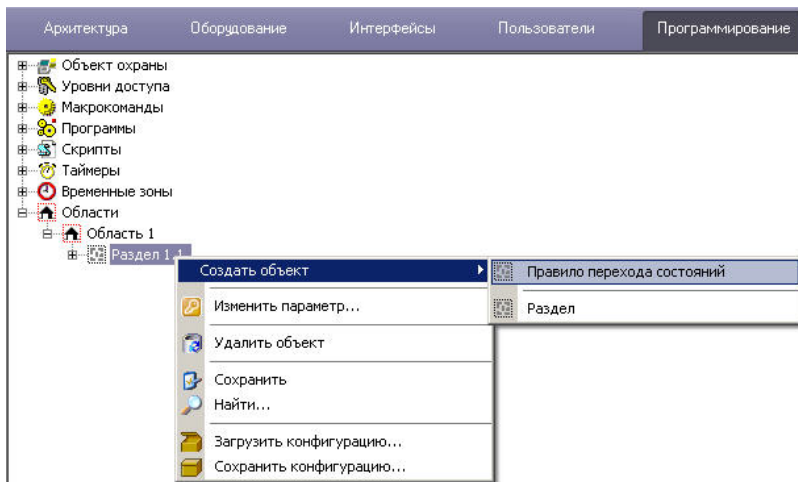 Архитектура Оборудование Интерфейсы Пользователи Программирование
Объект охраны
Уровни доступа
Макрокоманды
Программы
Скрипты
Таймеры
Временные зоны
Области
Область 1
Раздел 1.1
Создать объект
Правило перехода состояний
Изменить параметр...
Раздел
Удалить объект
Сохранить
Найти...
Загрузить конфигурацию...
Сохранить конфигурацию...